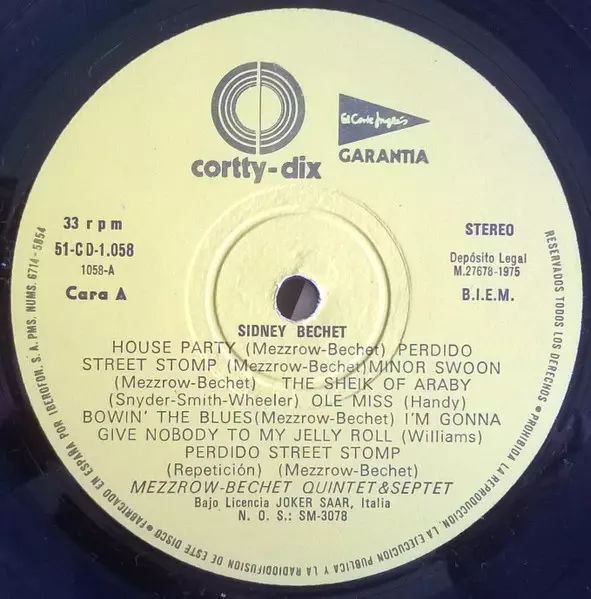 El Corte Inglés
cortty-dix
GARANTIA
33 rpm
STEREO
51-CD-1.058
Depósito Legal
1058-A
M.27678-1975
Cara A
B.I.E.M.
SIDNEY BECHET
HOUSE PARTY (Mezzrow-Bechet) PERDIDO
STREET STOMP (Mezzrow-Bechet)MINOR SWOON
(Mezzrow-Bechet) THE SHEIK OF ARABY
(Snyder-Smith-Wheeler) OLE MISS (Handy)
BOWIN' THE BLUES(Mezzrow-Bechet) I'M GONNA
GIVE NOBODY TO MY JELLY ROLL (Williams)
PERDIDO STREET STOMP
(Repetición) (Mezzrow-Bechet)
MEZZROW-BECHET QUINTET&SEPTET
Bajo Licencia JOKER SAAR, Italia
N. O. S.: SM-3078
RESERVADOS TODOS LOS DERECHOS • PROHIBIDA LA REPRODUCCION, LA EJECUCION PUBLICA Y LA RADIODIFUSION DE ESTE DISCO • FABRICADO EN ESPAÑA POR IBEROFON, S. A. PMS. NUMS. 6714-5854